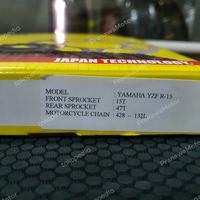 JAPAN TECHNOLOGY
MODEL : YAMAHA YZF R-15
FRONT SPROCKET : 15T
REAR SPROCKET : 47T
MOTORCYCLE CHAIN : 428 - 132L